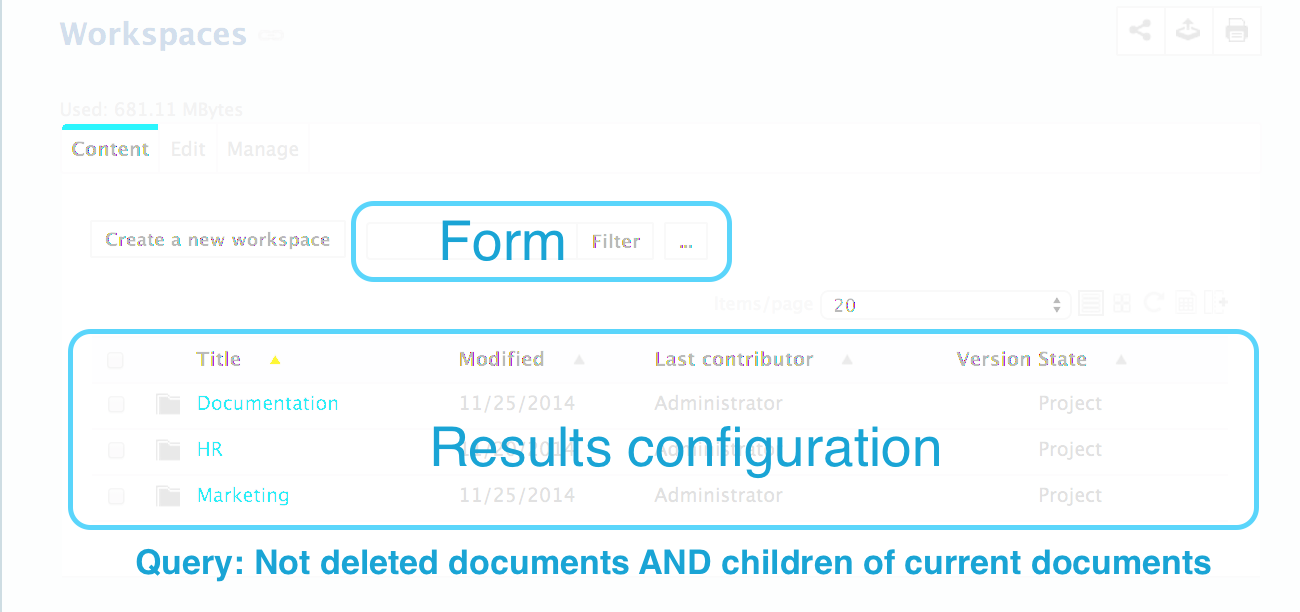 Workspaces
Used: 681.11 MBytes
Content Edit Manage
Create a new workspace Form Filter ...
Items/page 20
Title Modified Last contributor Version State
Documentation 11/25/2014 Administrator Project
HR Administrator Project
Results configuration
Marketing 11/25/2014 Administrator Project
Query: Not deleted documents AND children of current documents